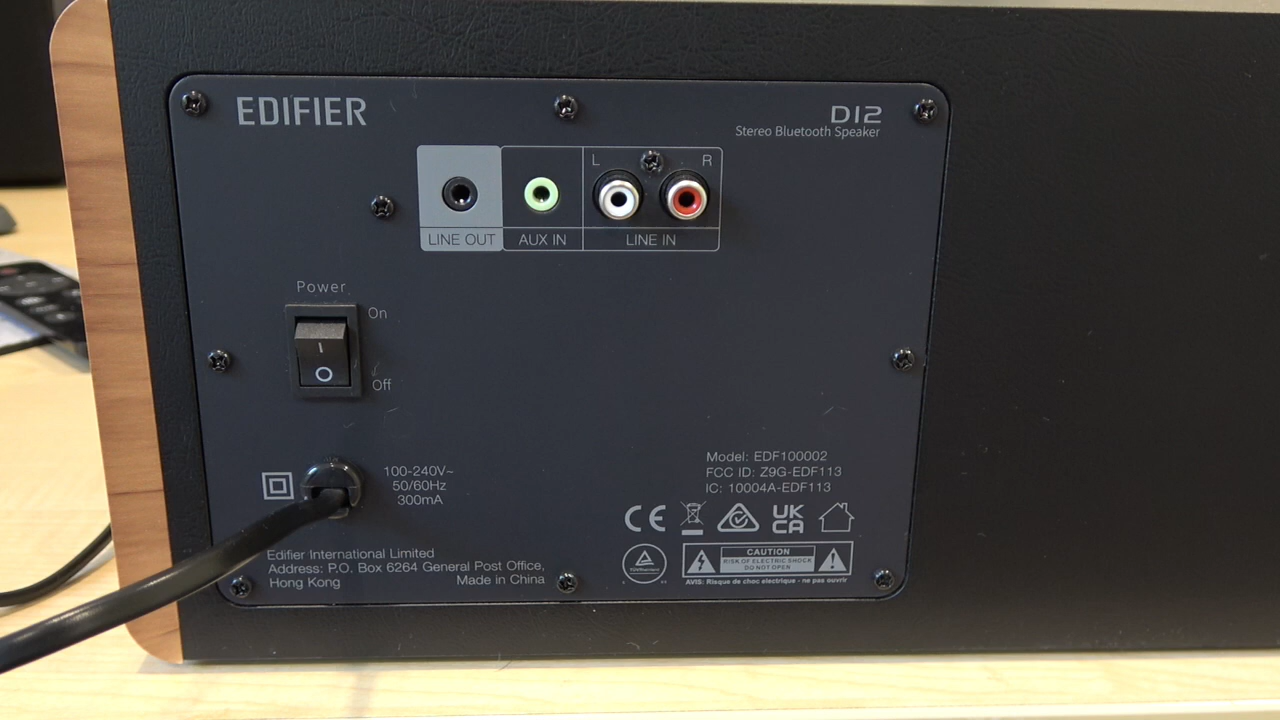 EDIFIER
D12
Stereo Bluetooth Speaker
L R
LINE OUT AUX IN LINE IN
Power
On
Off
100-240V~
50/60Hz
300mA
Model: EDF100002
FCC ID: Z9G-EDF113
IC: 10004A-EDF113
CE
UK
CA
Edifier International Limited
Address: P.O. Box 6264 General Post Office,
Hong Kong
Made in China
TÜVRheinland
CAUTION
RISK OF ELECTRIC SHOCK
DO NOT OPEN
AVIS: Risque de choc electrique - ne pas ouvrir